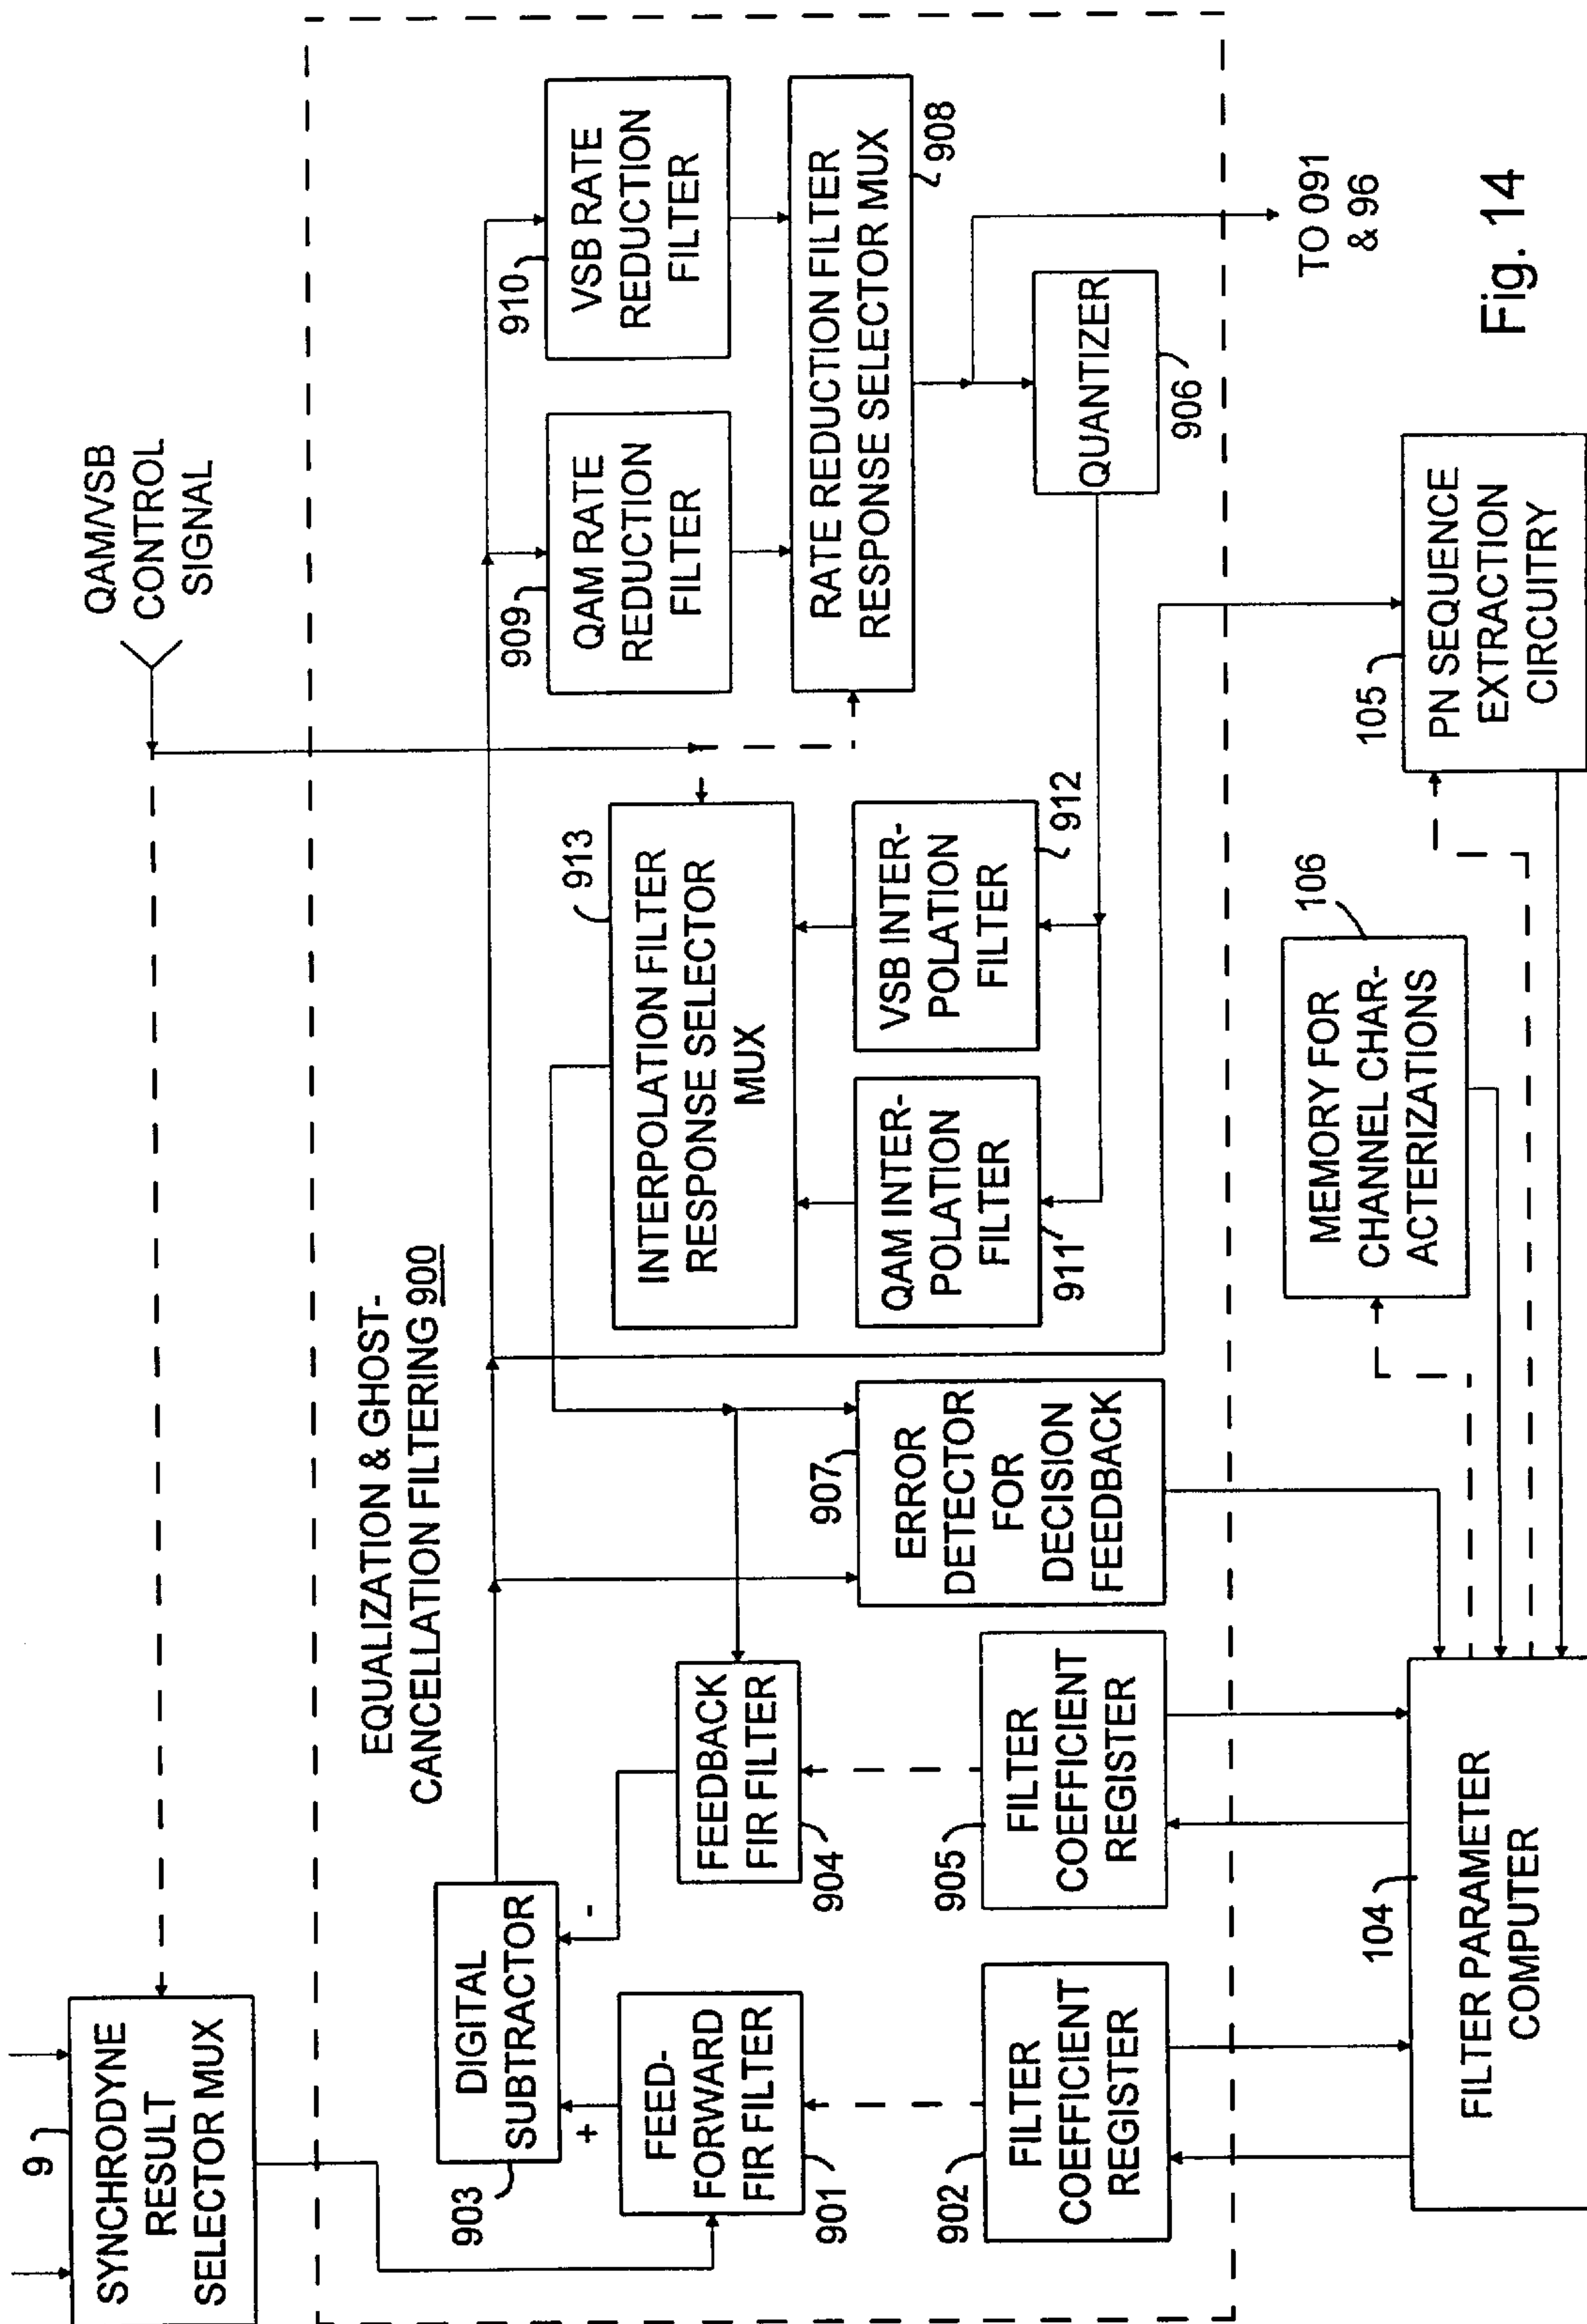 9
SYNCHRODYNE
RESULT
SELECTOR MUX
QAM/VSB
CONTROL
SIGNAL
EQUALIZATION & GHOST-
CANCELLATION FILTERING 900
903
DIGITAL
SUBTRACTOR
+
-
FEED-
FORWARD
FIR FILTER
901
FEEDBACK
FIR FILTER
904
902
FILTER
COEFFICIENT
REGISTER
905
FILTER
COEFFICIENT
REGISTER
907
ERROR
DETECTOR
FOR
DECISION
FEEDBACK
913
INTERPOLATION FILTER
RESPONSE SELECTOR
MUX
QAM INTER-
POLATION
FILTER
911
VSB INTER-
POLATION
FILTER
912
909
QAM RATE
REDUCTION
FILTER
910
VSB RATE
REDUCTION
FILTER
RATE REDUCTION FILTER
RESPONSE SELECTOR MUX
908
QUANTIZER
906
TO 091
& 96
104
FILTER PARAMETER
COMPUTER
106
MEMORY FOR
CHANNEL CHAR-
ACTERIZATIONS
105
PN SEQUENCE
EXTRACTION
CIRCUITRY
Fig. 14